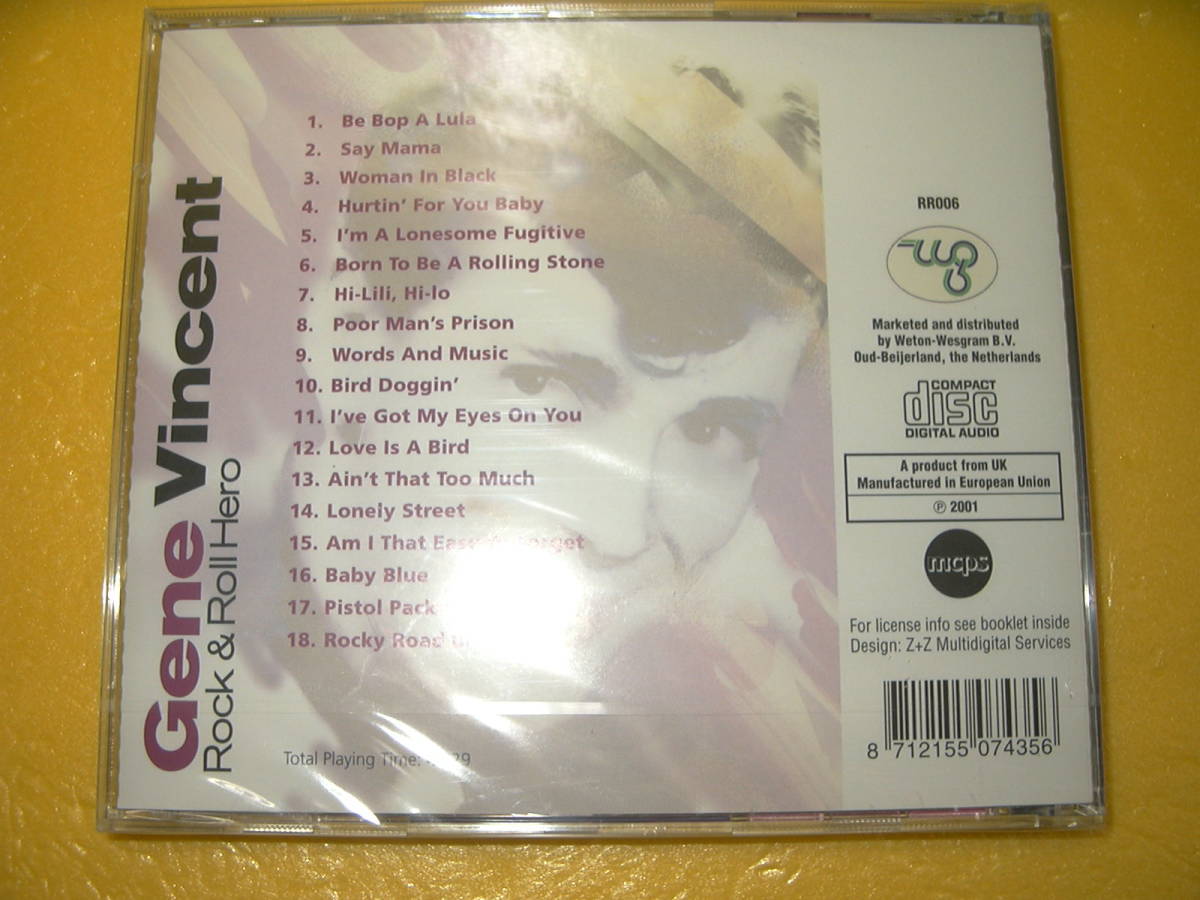 Gene Vincent
Rock & Roll Hero
1. Be Bop A Lula
2. Say Mama
3. Woman In Black
4. Hurtin' For You Baby
5. I'm A Lonesome Fugitive
6. Born To Be A Rolling Stone
7. Hi-Lili, Hi-lo
8. Poor Man's Prison
9. Words And Music
10. Bird Doggin'
11. I've Got My Eyes On You
12. Love Is A Bird
13. Ain't That Too Much
14. Lonely Street
15. Am I That Easy To Forget
16. Baby Blue
17. Pistol
18. Rocky Road
Total Playing Time:
RR006
Marketed and distributed
by Weton-Wesgram B.V.
Oud-Beijerland, the Netherlands
COMPACT
disc
DIGITAL AUDIO
A product from UK
Manufactured in European Union
℗ 2001
mcps
For license info see booklet inside
Design: Z+Z Multidigital Services
8 712155 074356